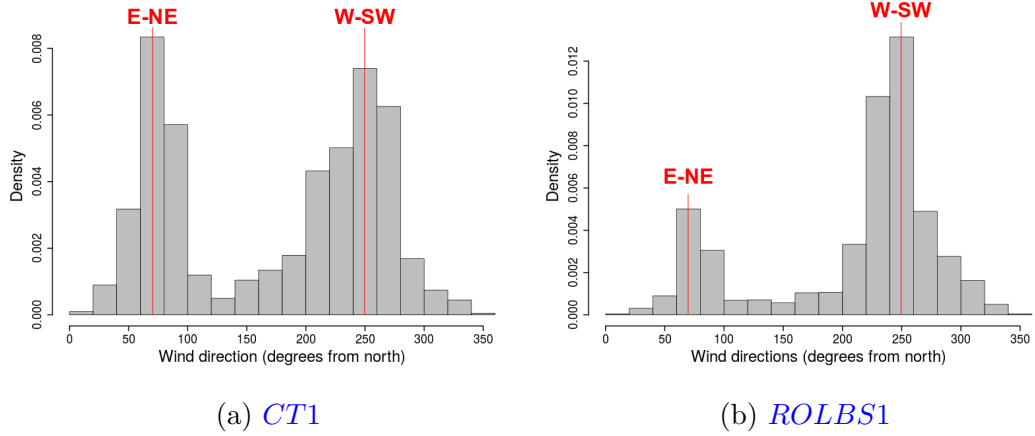 E-NE
W-SW
Density
0.000
0.002
0.004
0.006
0.008
0
50
100
150
200
250
300
350
Wind direction (degrees from north)
(a) CT1
W-SW
E-NE
Density
0.000
0.002
0.004
0.006
0.008
0.010
0.012
0
50
100
150
200
250
300
350
Wind directions (degrees from north)
(b) ROLBS1